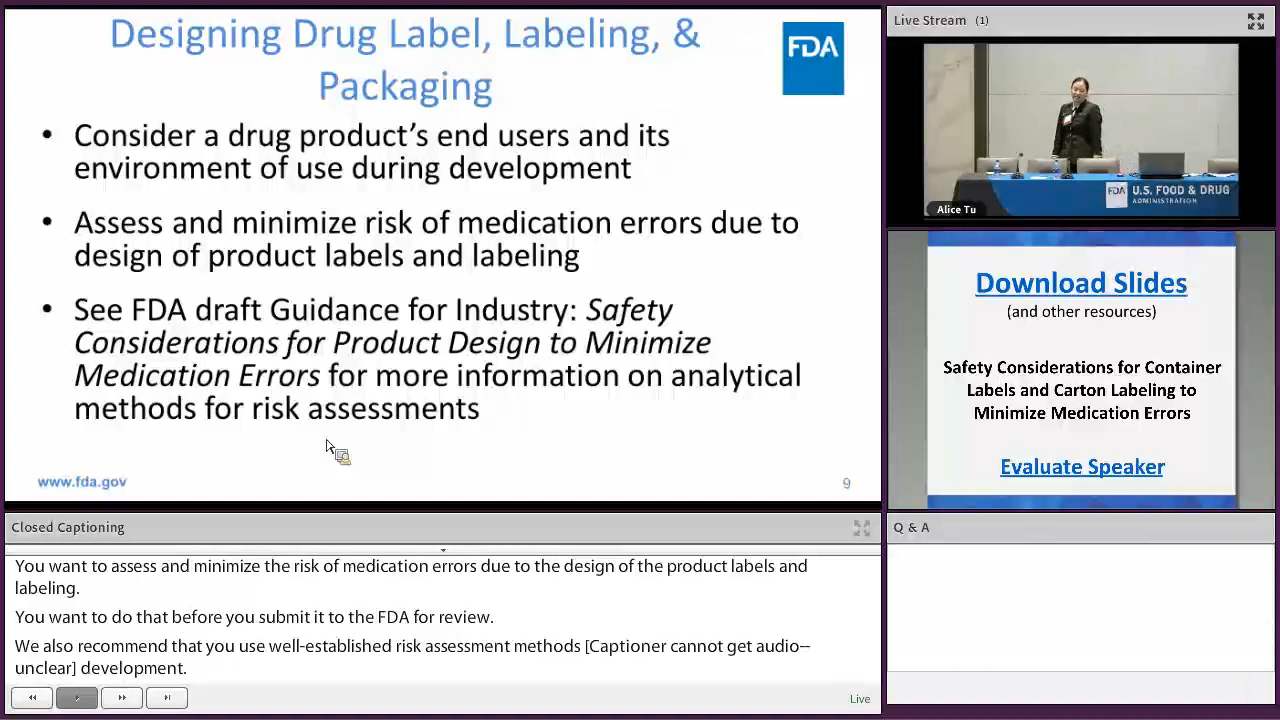 Designing Drug Label, Labeling, &
Packaging
FDA
• Consider a drug product's end users and its
environment of use during development
• Assess and minimize risk of medication errors due to
design of product labels and labeling
• See FDA draft Guidance for Industry: Safety
Considerations for Product Design to Minimize
Medication Errors for more information on analytical
methods for risk assessments
www.fda.gov
9
Live Stream (1)
FDA
U.S. FOOD & DRUG
ADMINISTRATION
Alice Tu
Download Slides
(and other resources)
Safety Considerations for Container
Labels and Carton Labeling to
Minimize Medication Errors
Evaluate Speaker
Closed Captioning
You want to assess and minimize the risk of medication errors due to the design of the product labels and
labeling.
You want to do that before you submit it to the FDA for review.
We also recommend that you use well-established risk assessment methods [Captioner cannot get audio--
unclear] development.
Live
Q & A